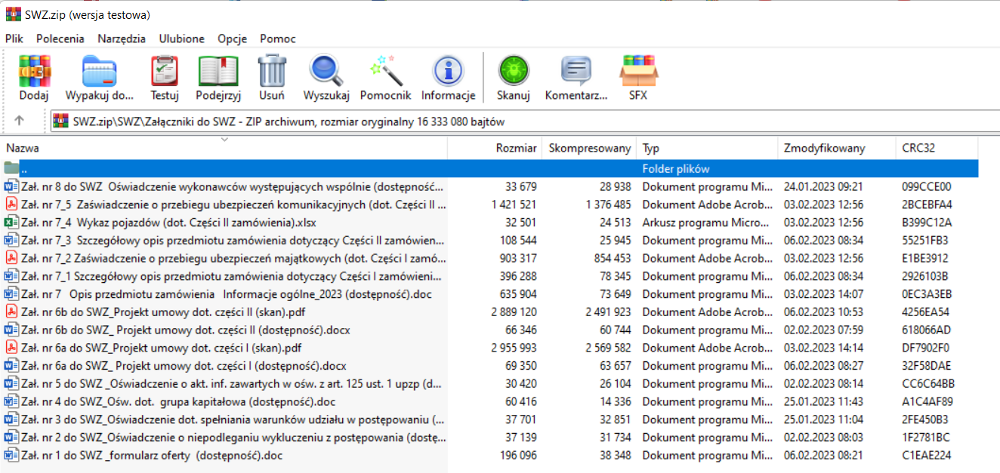 SWZ.zip (wersja testowa)
Plik Polecenia Narzędzia Ulubione Opcje Pomoc
Dodaj Wypakuj do... Testuj Podejrzyj Usuń Wyszukaj Pomocnik Informacje Skanuj Komentarz... SFX
SWZ.zip\SWZ\Załączniki do SWZ - ZIP archiwum, rozmiar oryginalny 16 333 080 bajtów
Nazwa Rozmiar Skompresowany Typ Zmodyfikowany CRC32
.. Folder plików
Zał. nr 8 do SWZ  Oświadczenie wykonawców występujących wspólnie (dostępność... 33 679 28 938 Dokument programu Mi... 24.01.2023 09:21 099CCE00
Zał. nr 7_5  Zaświadczenie o przebiegu ubezpieczeń komunikacyjnych (dot. Części II ... 1 421 521 1 376 485 Dokument Adobe Acrob... 03.02.2023 12:56 2BCEBFA4
Zał. nr 7_4  Wykaz pojazdów (dot. Części II zamówienia).xlsx 32 501 24 513 Arkusz programu Micro... 03.02.2023 12:56 B399C12A
Zał. nr 7_3  Szczegółowy opis przedmiotu zamówienia dotyczący Części II zamówien... 108 544 25 945 Dokument programu Mi... 06.02.2023 08:34 55251FB3
Zał. nr 7_2 Zaświadczenie o przebiegu ubezpieczeń majątkowych (dot. Części I zamó... 903 317 854 453 Dokument Adobe Acrob... 03.02.2023 12:56 E1BE3912
Zał. nr 7_1 Szczegółowy opis przedmiotu zamówienia dotyczący Części I zamówieni... 396 288 78 345 Dokument programu Mi... 06.02.2023 08:34 2926103B
Zał. nr 7   Opis przedmiotu zamówienia   Informacje ogólne_2023 (dostępność).doc 635 904 73 649 Dokument programu Mi... 03.02.2023 14:07 0EC3A3EB
Zał. nr 6b do SWZ_Projekt umowy dot. części II (skan).pdf 2 889 120 2 491 923 Dokument Adobe Acrob... 06.02.2023 10:53 4256EA54
Zał. nr 6b do SWZ_ Projekt umowy dot. części II (dostępność).docx 66 346 60 744 Dokument programu Mi... 02.02.2023 07:59 618066AD
Zał. nr 6a do SWZ_Projekt umowy dot. części I (skan).pdf 2 955 993 2 569 582 Dokument Adobe Acrob... 03.02.2023 14:14 DF7902F0
Zał. nr 6a do SWZ_ Projekt umowy dot. części I (dostępność).docx 69 350 63 657 Dokument programu Mi... 06.02.2023 08:27 32F58DAE
Zał. nr 5 do SWZ _Oświadczenie o akt. inf. zawartych w ośw. z art. 125 ust. 1 upzp (d... 30 420 26 104 Dokument programu Mi... 02.02.2023 08:14 CC6C64BB
Zał. nr 4 do SWZ_Ośw. dot.  grupa kapitałowa (dostępność).doc 60 416 14 336 Dokument programu Mi... 25.01.2023 11:43 A1C4AF89
Zał. nr 3 do SWZ_Oświadczenie dot. spełniania warunków udziału w postępowaniu (... 37 701 32 851 Dokument programu Mi... 25.01.2023 11:04 2FE450B3
Zał. nr 2 do SWZ_Oświadczenie o niepodleganiu wykluczeniu z postępowania (dostę... 37 139 31 734 Dokument programu Mi... 02.02.2023 08:03 1F2781BC
Zał. nr 1 do SWZ _formularz oferty  (dostępność).doc 196 096 38 348 Dokument programu Mi... 06.02.2023 08:21 C1EAE224